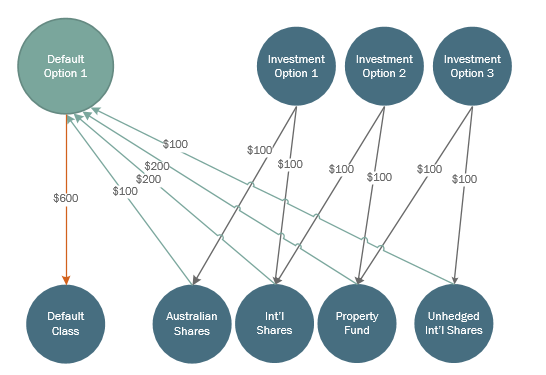 Default
Option 1
Investment
Option 1
Investment
Option 2
Investment
Option 3
$100
$100
$100
$200
$100
$100
$200
$100
$100
$100
$100
$600
Default
Class
Australian
Shares
Int'l
Shares
Property
Fund
Unhedged
Int'l Shares